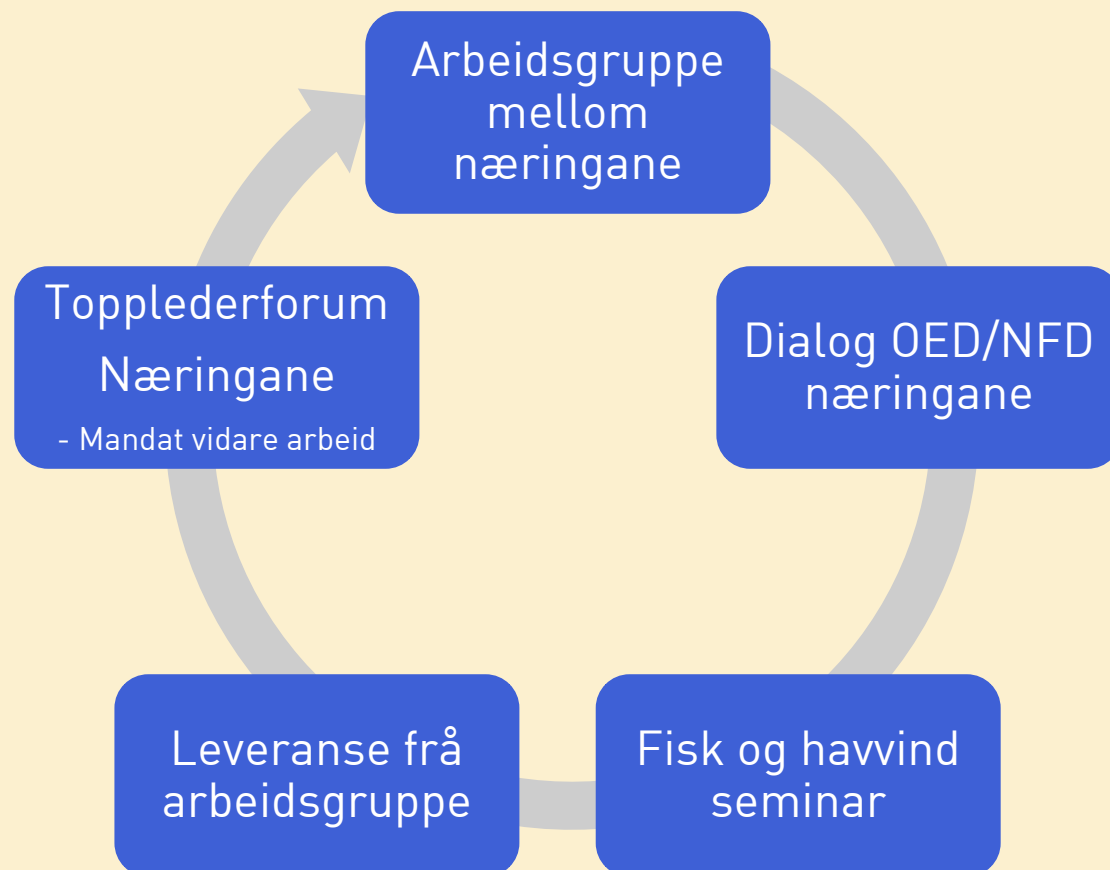 Arbeidsgruppe
mellom
næringane
Dialog OED/NFD
næringane
Fisk og havvind
seminar
Leveranse frå
arbeidsgruppe
Topplederforum
Næringane
- Mandat vidare arbeid